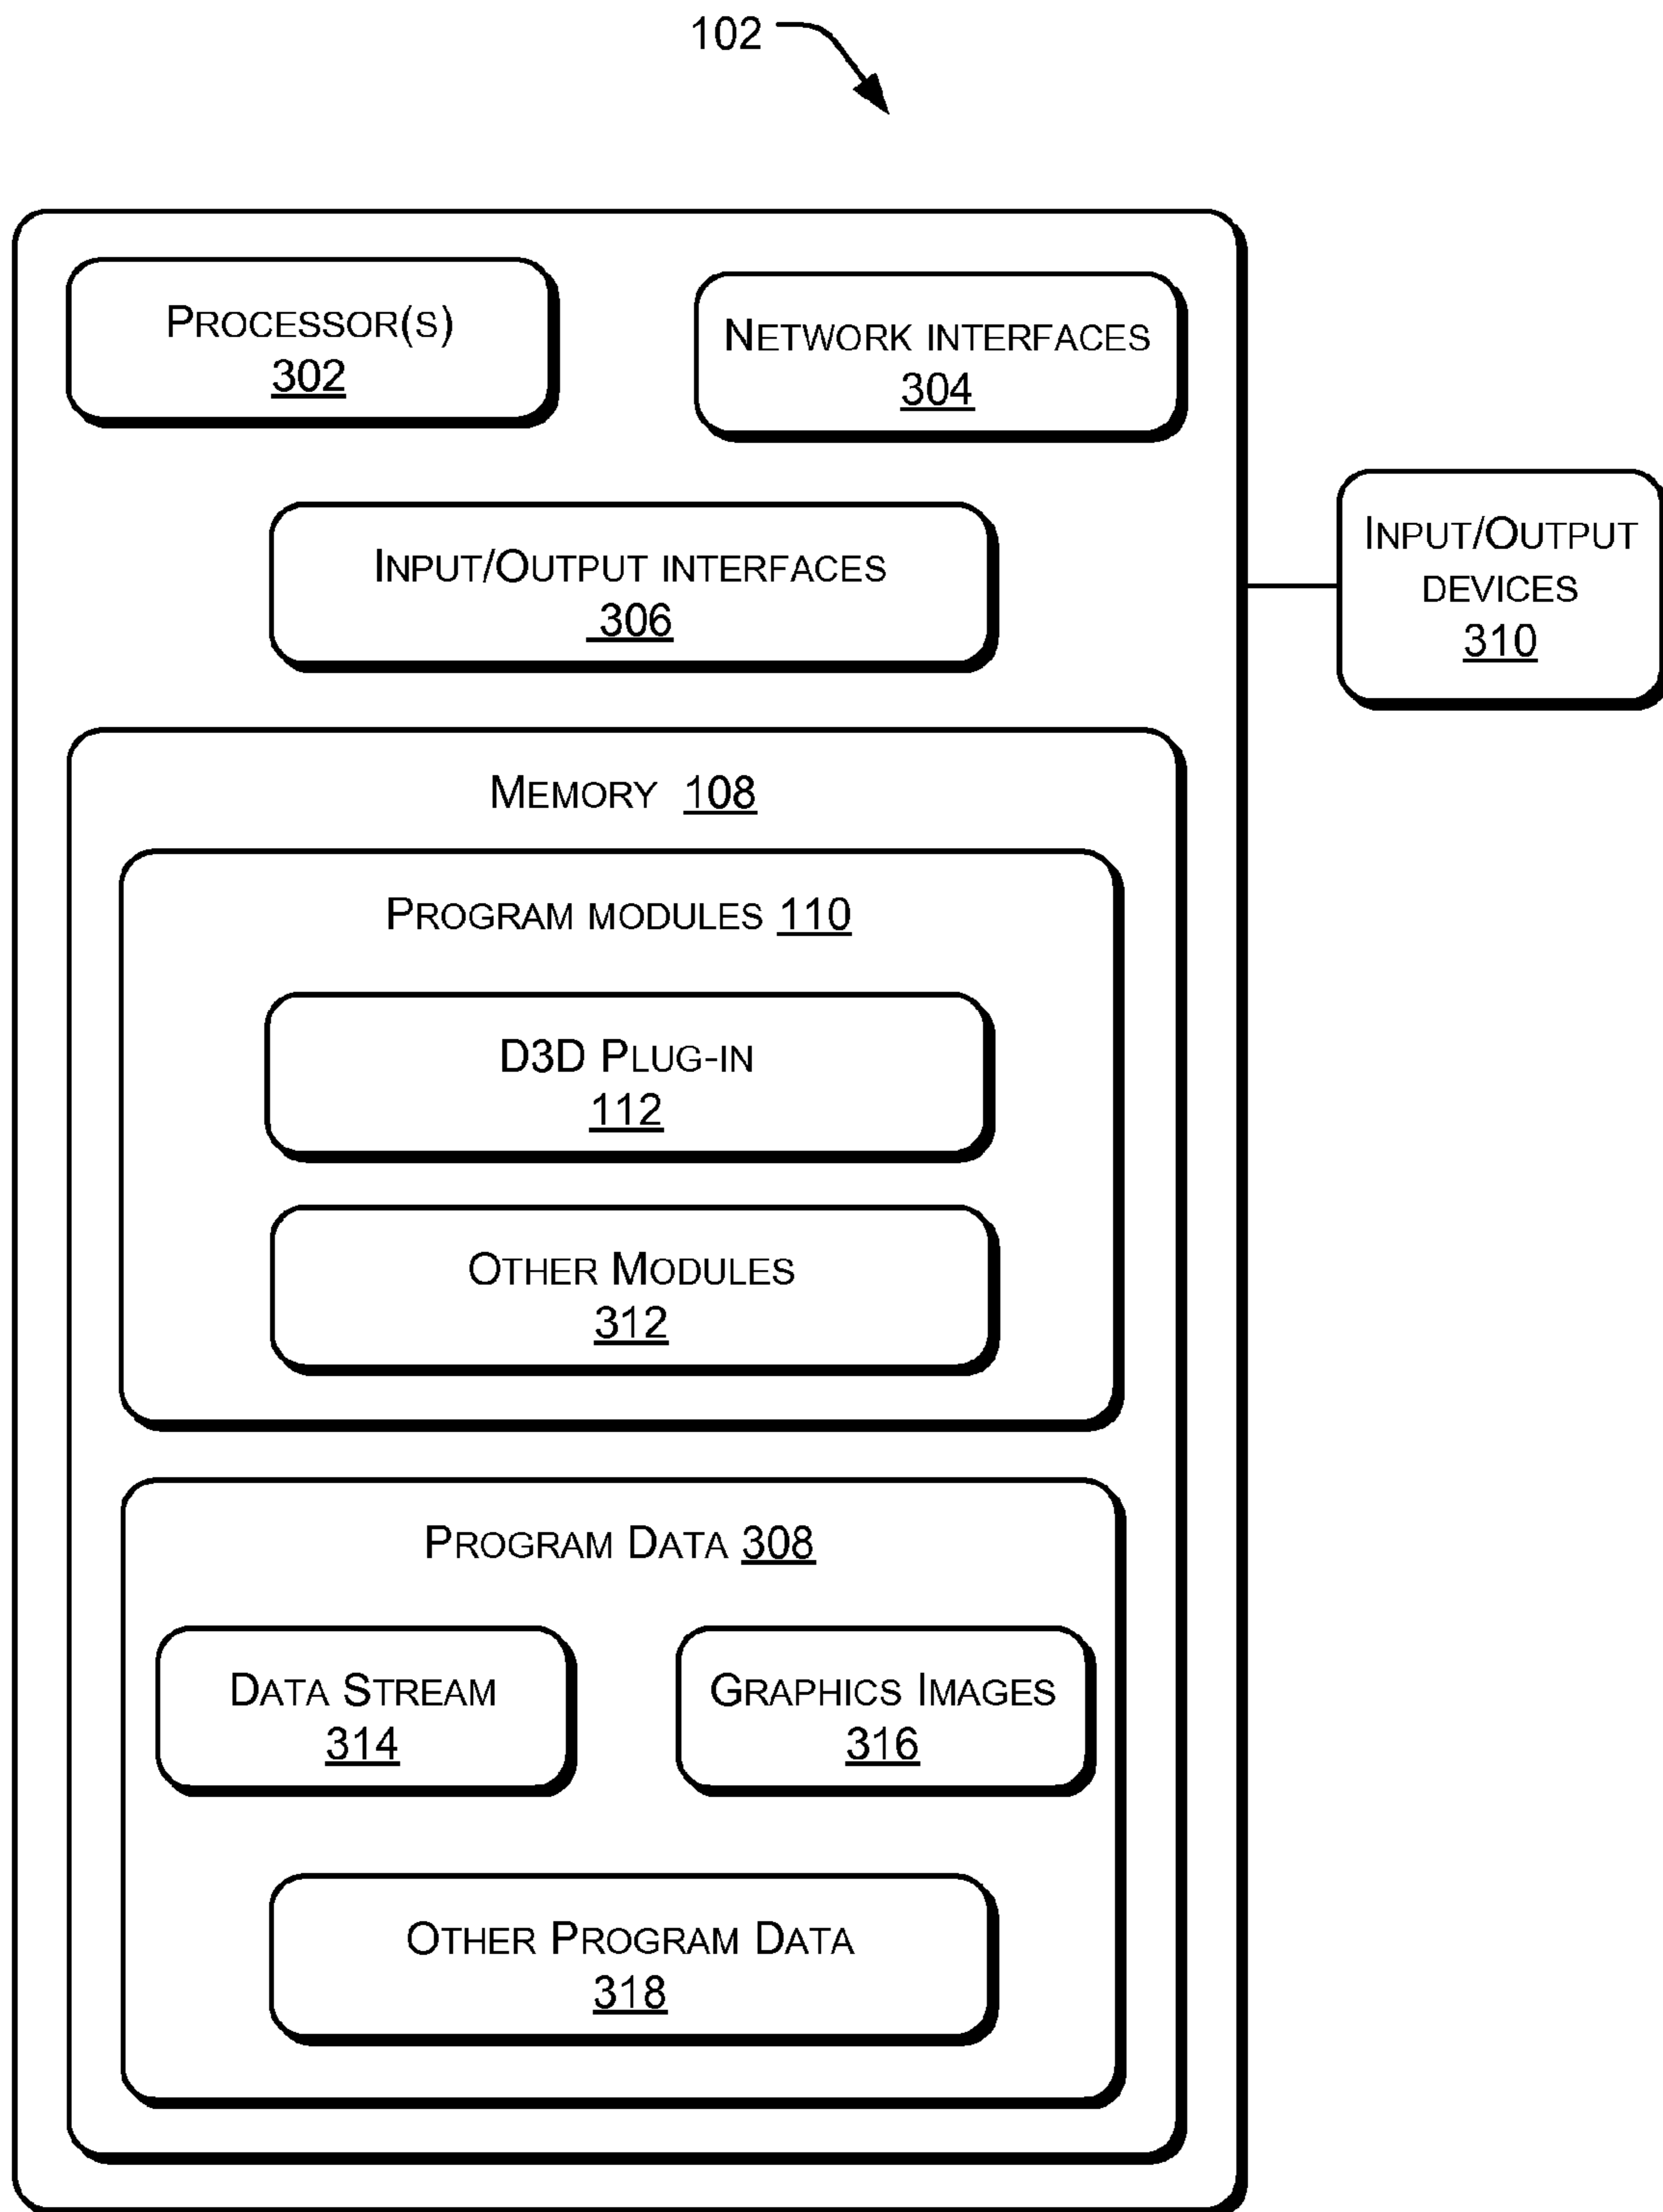 102
PROCESSOR(S)
302
NETWORK INTERFACES
304
INPUT/OUTPUT INTERFACES
306
INPUT/OUTPUT
DEVICES
310
MEMORY 108
PROGRAM MODULES 110
D3D PLUG-IN
112
OTHER MODULES
312
PROGRAM DATA 308
DATA STREAM
314
GRAPHICS IMAGES
316
OTHER PROGRAM DATA
318